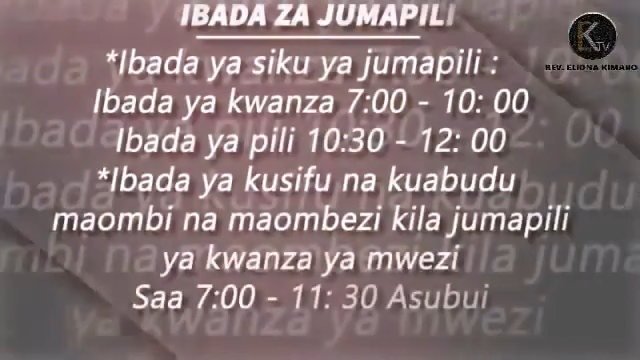 IBADA ZA JUMAPILI
*Ibada ya siku ya jumapili :
Ibada ya kwanza 7:00 - 10: 00
Ibada ya pili 10:30 - 12: 00
*Ibada ya kusifu na kuabudu
maombi na maombezi kila jumapili
ya kwanza ya mwezi
Saa 7:00 - 11: 30 Asubui
EK TV
REV. ELIONA KIMARO